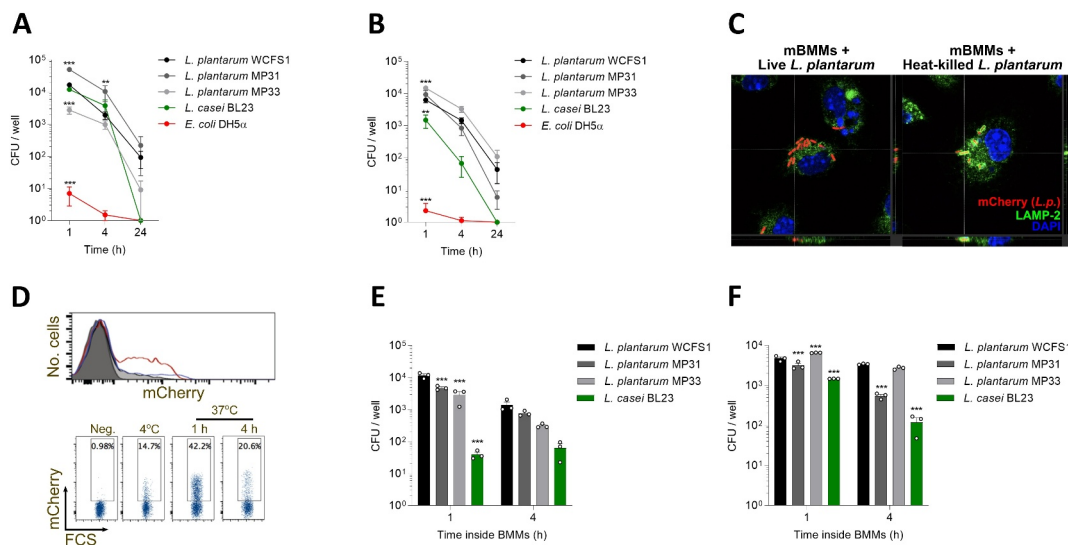 A
CFU / well
10⁵
10⁴
10³
10²
10¹
10⁰
***
***
**
***
1
4
24
Time (h)
L. plantarum WCFS1
L. plantarum MP31
L. plantarum MP33
L. casei BL23
E. coli DH5α
B
CFU / well
10⁵
10⁴
10³
10²
10¹
10⁰
***
**
***
1
4
24
Time (h)
L. plantarum WCFS1
L. plantarum MP31
L. plantarum MP33
L. casei BL23
E. coli DH5α
C
mBMMs +
Live L. plantarum
mBMMs +
Heat-killed L. plantarum
mCherry (L.p.)
LAMP-2
DAPI
D
No. cells
mCherry
37ºC
Neg.
4ºC
1 h
4 h
0.98%
14.7%
42.2%
20.6%
mCherry
FCS
E
CFU / well
10⁵
10⁴
10³
10²
10¹
10⁰
***
***
***
1
4
Time inside BMMs (h)
L. plantarum WCFS1
L. plantarum MP31
L. plantarum MP33
L. casei BL23
F
CFU / well
10⁴
10³
10²
10¹
10⁰
***
***
***
***
***
1
4
Time inside BMMs (h)
L. plantarum WCFS1
L. plantarum MP31
L. plantarum MP33
L. casei BL23